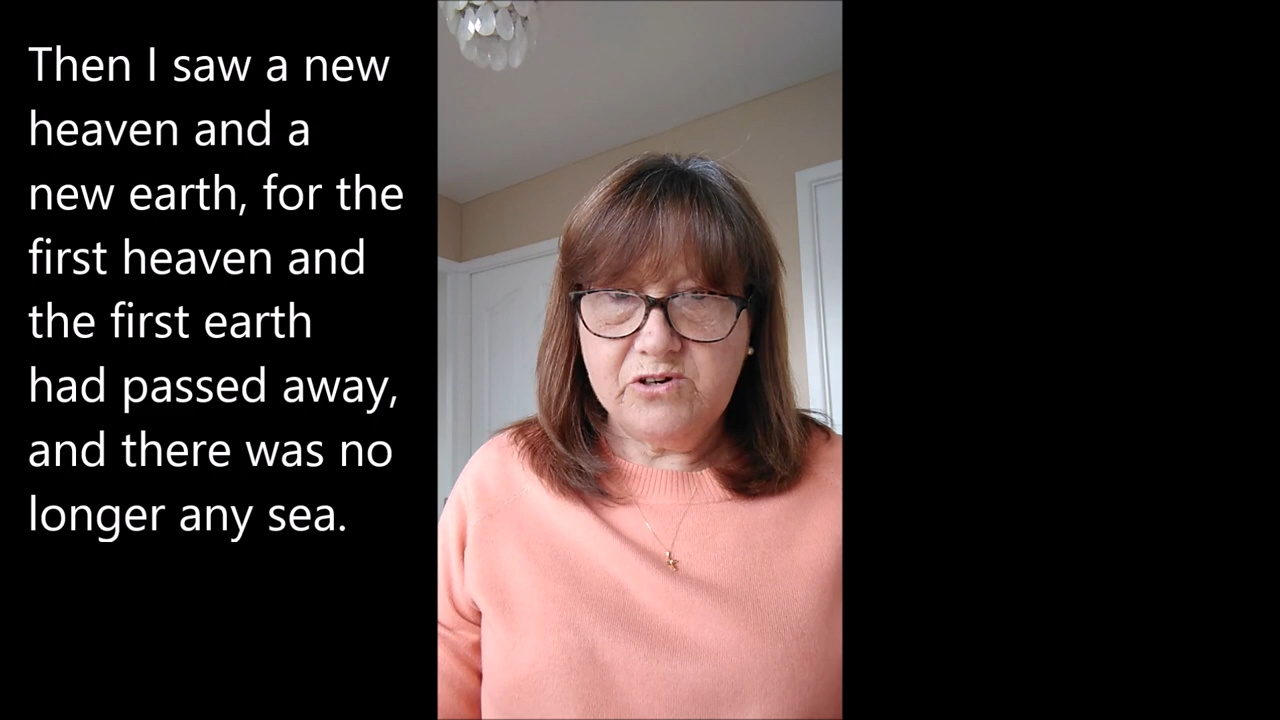 Then I saw a new
heaven and a
new earth, for the
first heaven and
the first earth
had passed away,
and there was no
longer any sea.